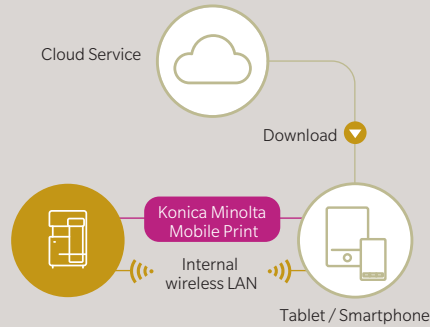 Cloud Service
Download
Konica Minolta
Mobile Print
Internal
wireless LAN
Tablet / Smartphone